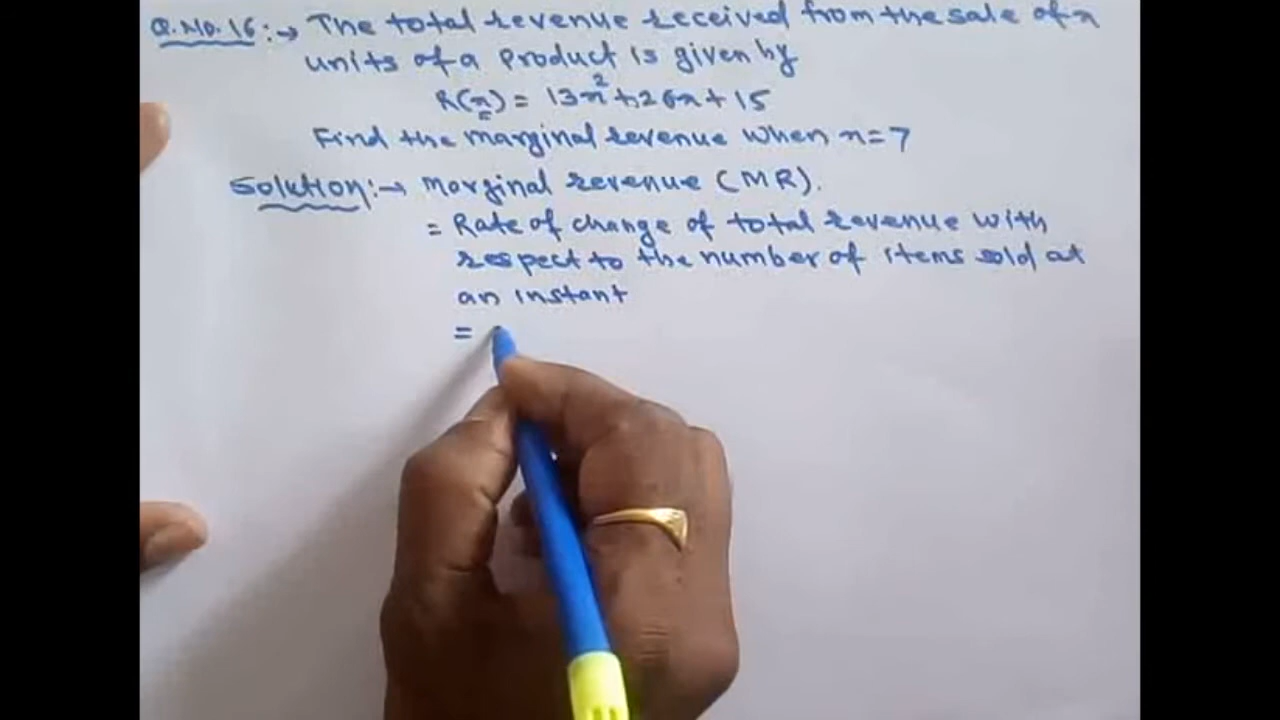 Q.No.16:→ The total revenue received from the sale of x
units of a product is given by
R(x) = 13x² + 26x + 15
Find the marginal revenue when x = 7
Solution:→ Marginal revenue (MR).
= Rate of change of total revenue with
respect to the number of items sold at
an instant
=